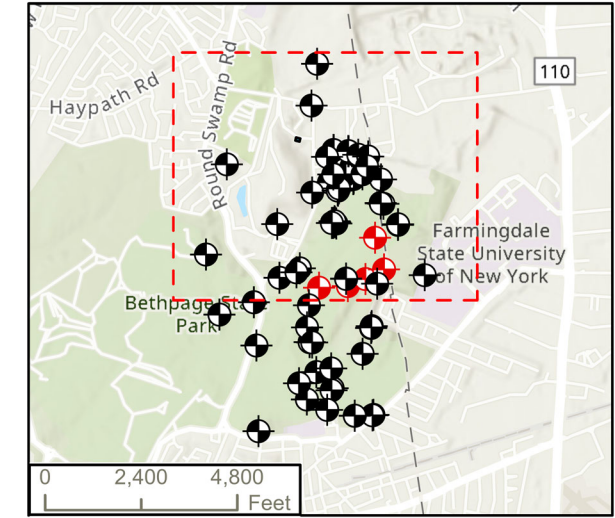 110
Haypath Rd
Round Swamp Rd
Farmingdale
State University
of New York
Bethpage State
Park
0 2,400 4,800
Feet